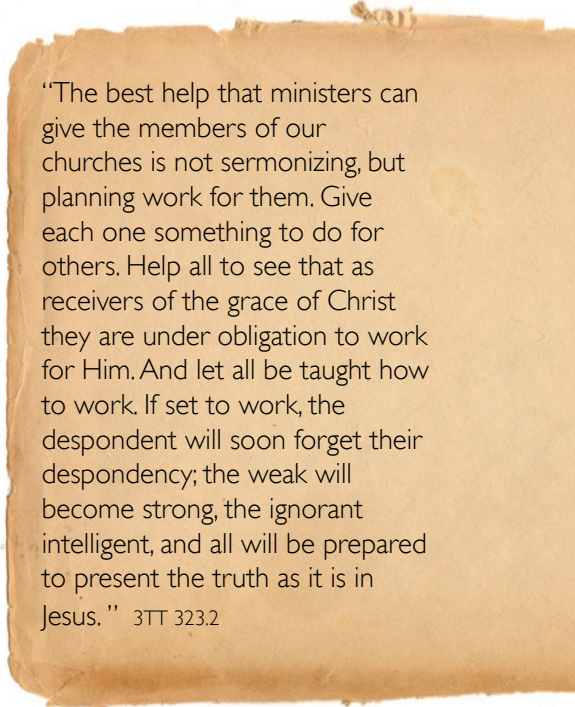 “The best help that ministers can
give the members of our
churches is not sermonizing, but
planning work for them. Give
each one something to do for
others. Help all to see that as
receivers of the grace of Christ
they are under obligation to work
for Him. And let all be taught how
to work. If set to work, the
despondent will soon forget their
despondency; the weak will
become strong, the ignorant
intelligent, and all will be prepared
to present the truth as it is in
Jesus. ” 3TT 323.2